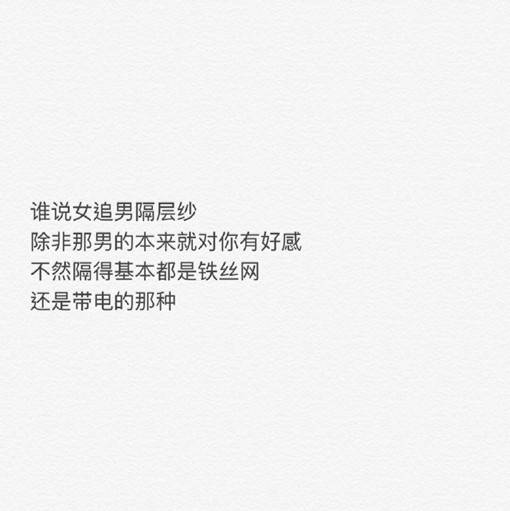 谁说女追男隔层纱
除非那男的本来就对你有好感
不然隔得基本都是铁丝网
还是带电的那种